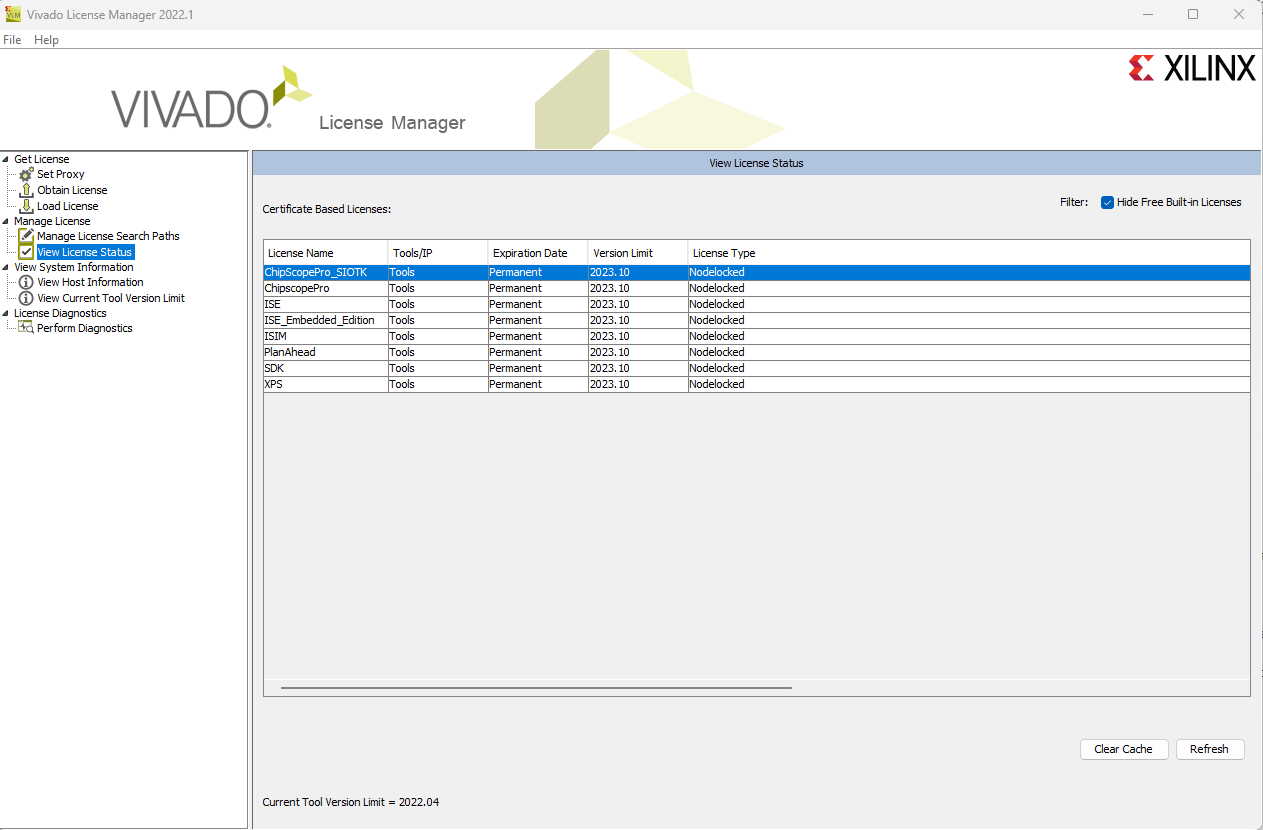 Vivado License Manager 2022.1
File Help
VIVADO. License Manager
XILINX
Get License
Set Proxy
Obtain License
Load License
Manage License
Manage License Search Paths
View License Status
View System Information
View Host Information
View Current Tool Version Limit
License Diagnostics
Perform Diagnostics
View License Status
Certificate Based Licenses:
Filter: Hide Free Built-in Licenses
License Name Tools/IP Expiration Date Version Limit License Type
ChipScopePro_SIOTK Tools Permanent 2023.10 Nodelocked
ChipscopePro Tools Permanent 2023.10 Nodelocked
ISE Tools Permanent 2023.10 Nodelocked
ISE_Embedded_Edition Tools Permanent 2023.10 Nodelocked
ISIM Tools Permanent 2023.10 Nodelocked
PlanAhead Tools Permanent 2023.10 Nodelocked
SDK Tools Permanent 2023.10 Nodelocked
XPS Tools Permanent 2023.10 Nodelocked
Clear Cache Refresh
Current Tool Version Limit = 2022.04